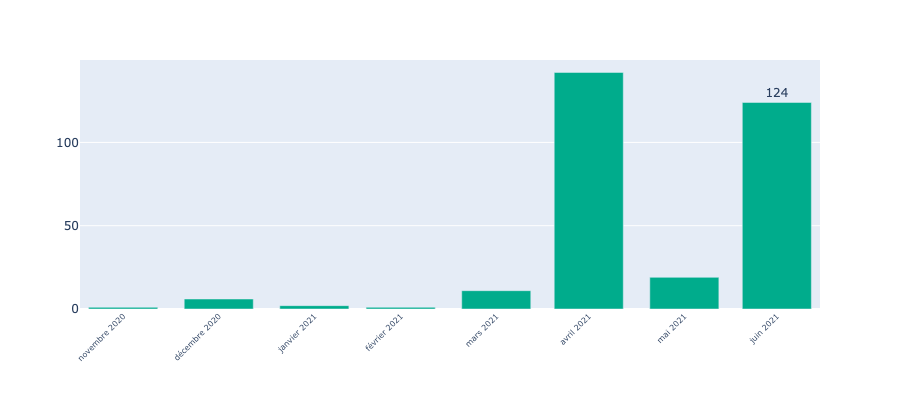 124
100
50
0
novembre 2020
décembre 2020
janvier 2021
février 2021
mars 2021
avril 2021
mai 2021
juin 2021